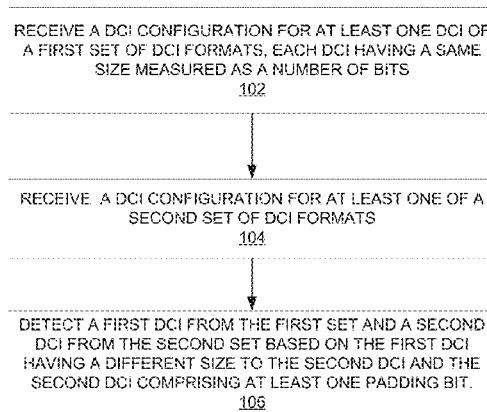 RECEIVE A DCI CONFIGURATION FOR AT LEAST ONE DCI OF
A FIRST SET OF DCI FORMATS, EACH DCI HAVING A SAME
SIZE MEASURED AS A NUMBER OF BITS
102
RECEIVE A DCI CONFIGURATION FOR AT LEAST ONE OF A
SECOND SET OF DCI FORMATS
104
DETECT A FIRST DCI FROM THE FIRST SET AND A SECOND
DCI FROM THE SECOND SET BASED ON THE FIRST DCI
HAVING A DIFFERENT SIZE TO THE SECOND DCI AND THE
SECOND DCI COMPRISING AT LEAST ONE PADDING BIT.
106